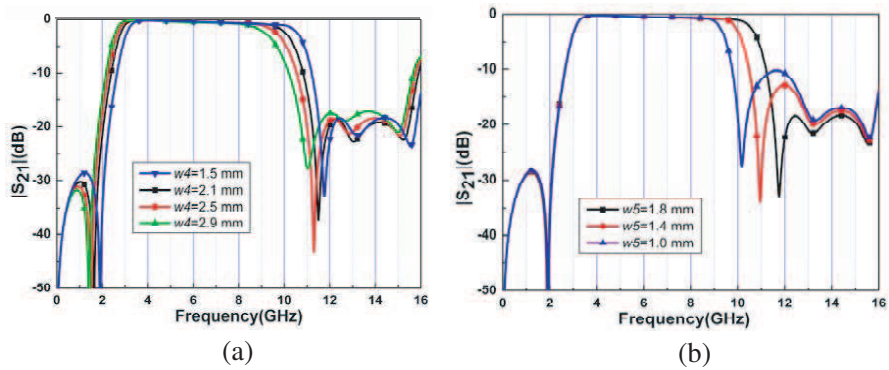 0
-10
-20
-30
-40
-50
|S21|(dB)
w4=1.5 mm
w4=2.1 mm
w4=2.5 mm
w4=2.9 mm
0 2 4 6 8 10 12 14 16
Frequency(GHz)
(a)
0
-10
-20
-30
-40
-50
|S21|(dB)
w5=1.8 mm
w5=1.4 mm
w5=1.0 mm
0 2 4 6 8 10 12 14 16
Frequency(GHz)
(b)